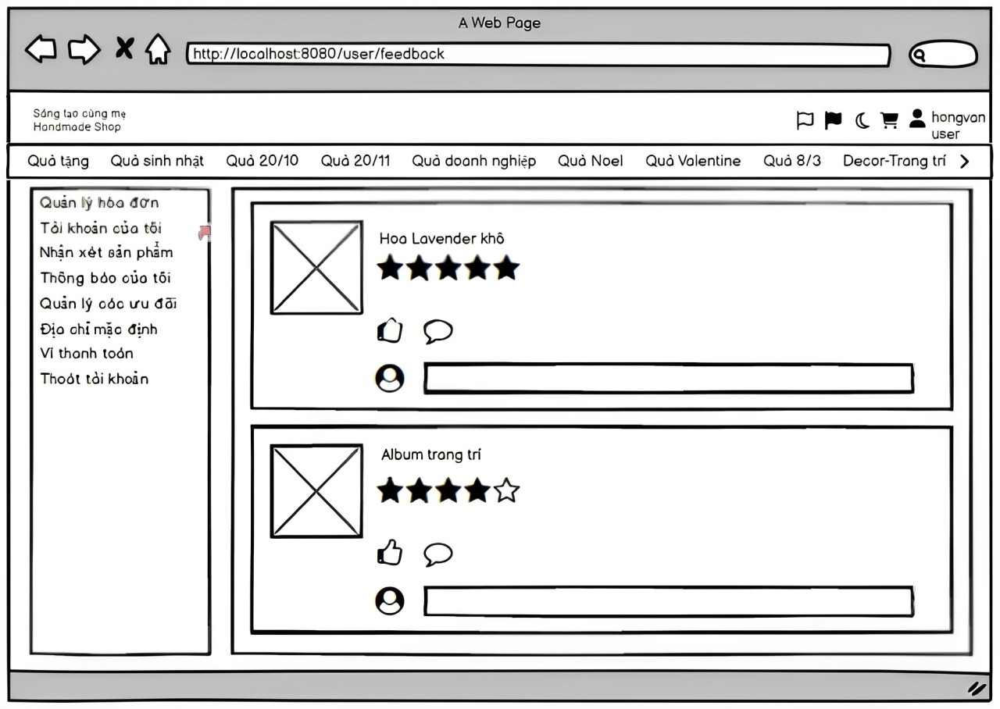 A Web Page
http://localhost:8080/user/feedback
Sáng tạo cùng mẹ
Handmade Shop
hongvan
user
Quà tặng Quà sinh nhật Quà 20/10 Quà 20/11 Quà doanh nghiệp Quà Noel Quà Valentine Quà 8/3 Decor-Trang trí
Quản lý hóa đơn
Tài khoản của tôi
Nhận xét sản phẩm
Thông báo của tôi
Quản lý các ưu đãi
Địa chỉ mặc định
Ví thanh toán
Thoát tài khoản
Hoa Lavender khô
Album trang trí